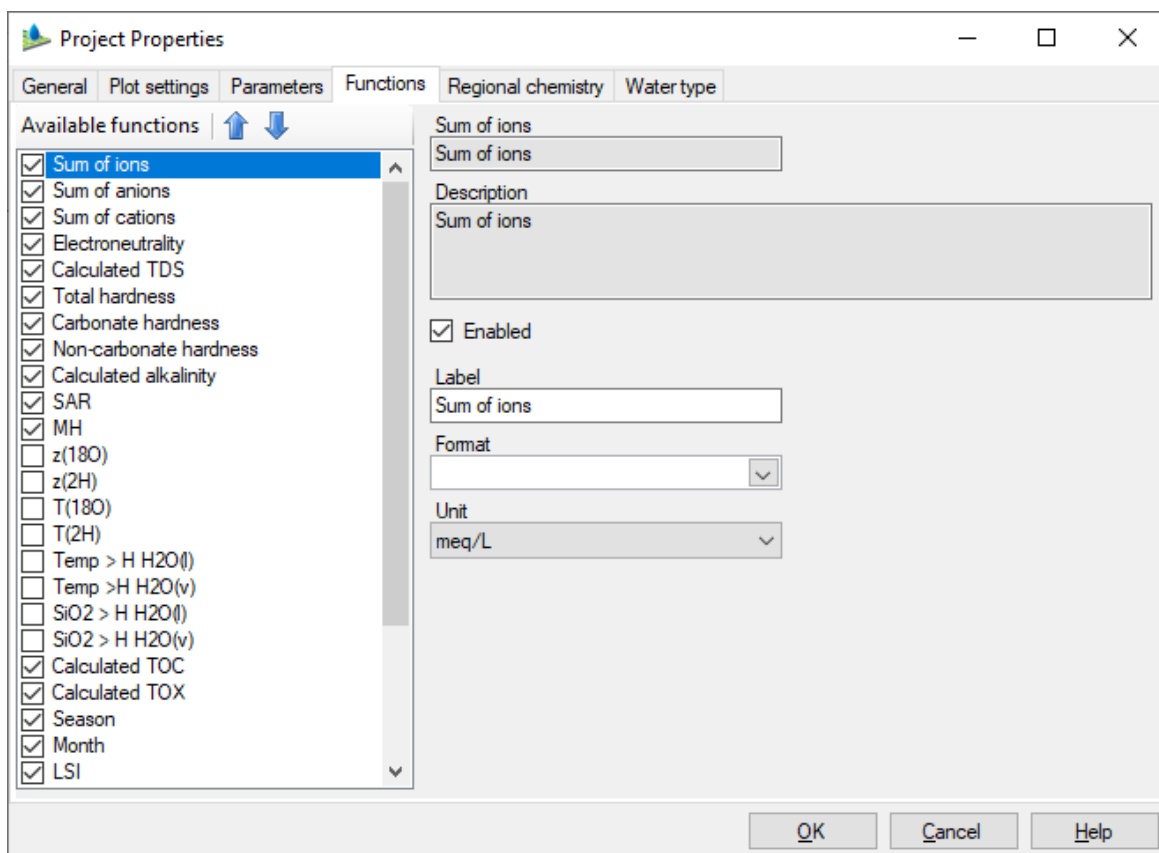 Project Properties
General Plot settings Parameters Functions Regional chemistry Water type
Available functions
Sum of ions
Sum of anions
Sum of cations
Electroneutrality
Calculated TDS
Total hardness
Carbonate hardness
Non-carbonate hardness
Calculated alkalinity
SAR
MH
z(18O)
z(2H)
T(18O)
T(2H)
Temp > H H2O(l)
Temp >H H2O(v)
SiO2 > H H2O(l)
SiO2 > H H2O(v)
Calculated TOC
Calculated TOX
Season
Month
LSI
Sum of ions
Sum of ions
Description
Sum of ions
Enabled
Label
Sum of ions
Format
Unit
meq/L
OK Cancel Help